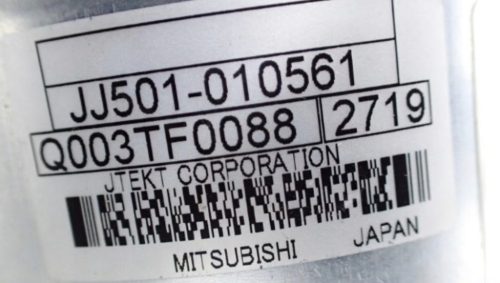 JJ501-010561
Q003TF0088 2719
JTEKT CORPORATION
MITSUBISHI JAPAN